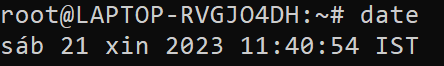 root@LAPTOP-RVGJO4DH:~# date
sáb 21 xin 2023 11:40:54 IST